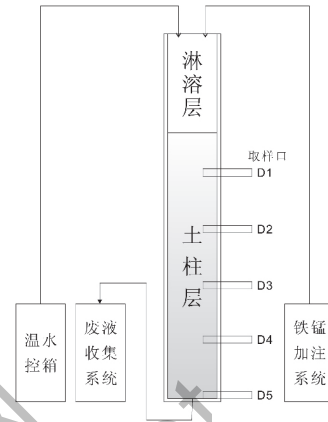 淋
溶
层
取样口
D1
D2
土
柱
层
D3
D4
D5
温水
控箱
废液
收集
系统
铁锰
加注
系统